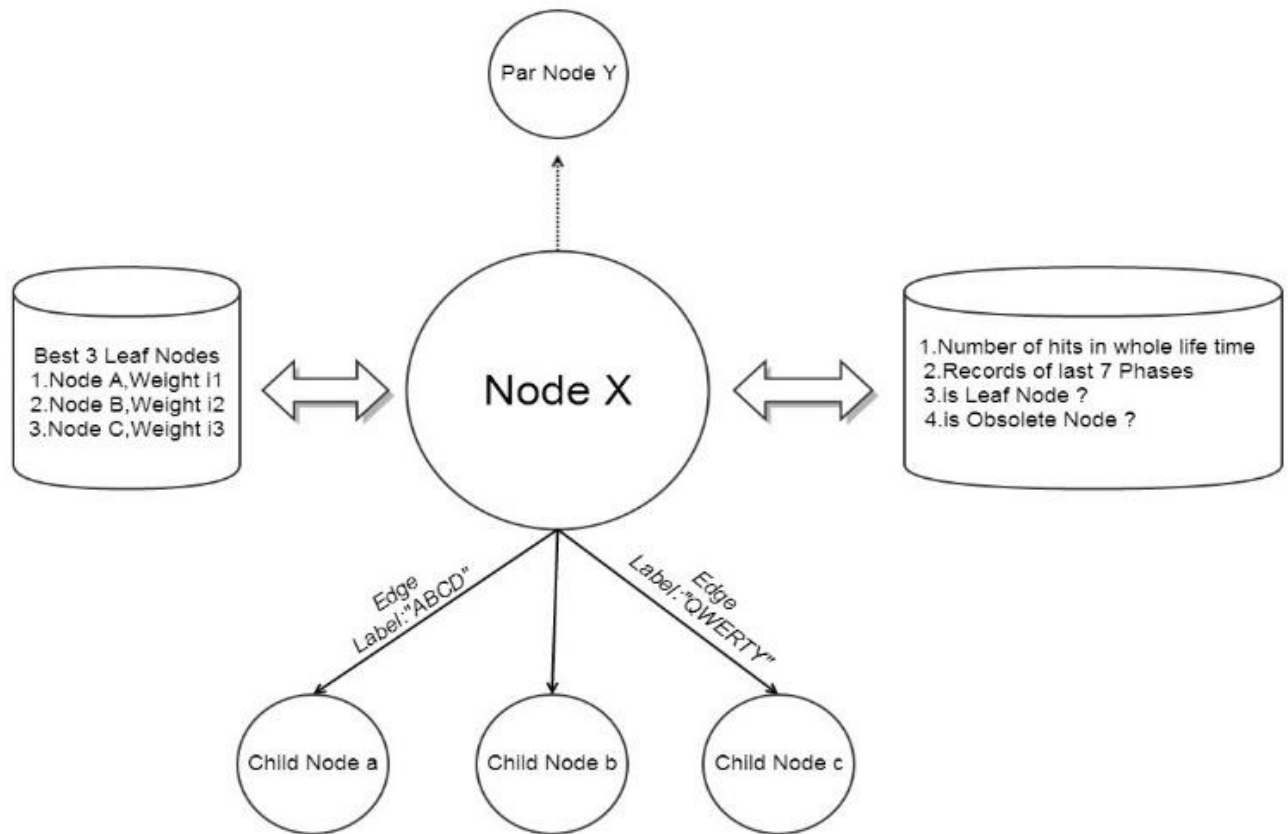 Par Node Y
Best 3 Leaf Nodes
1.Node A,Weight i1
2.Node B,Weight i2
3.Node C,Weight i3
Node X
1.Number of hits in whole life time
2.Records of last 7 Phases
3.Is Leaf Node ?
4.is Obsolete Node ?
Edge
Label:"ABCD"
Edge
Label:"QWERTY"
Child Node a
Child Node b
Child Node c